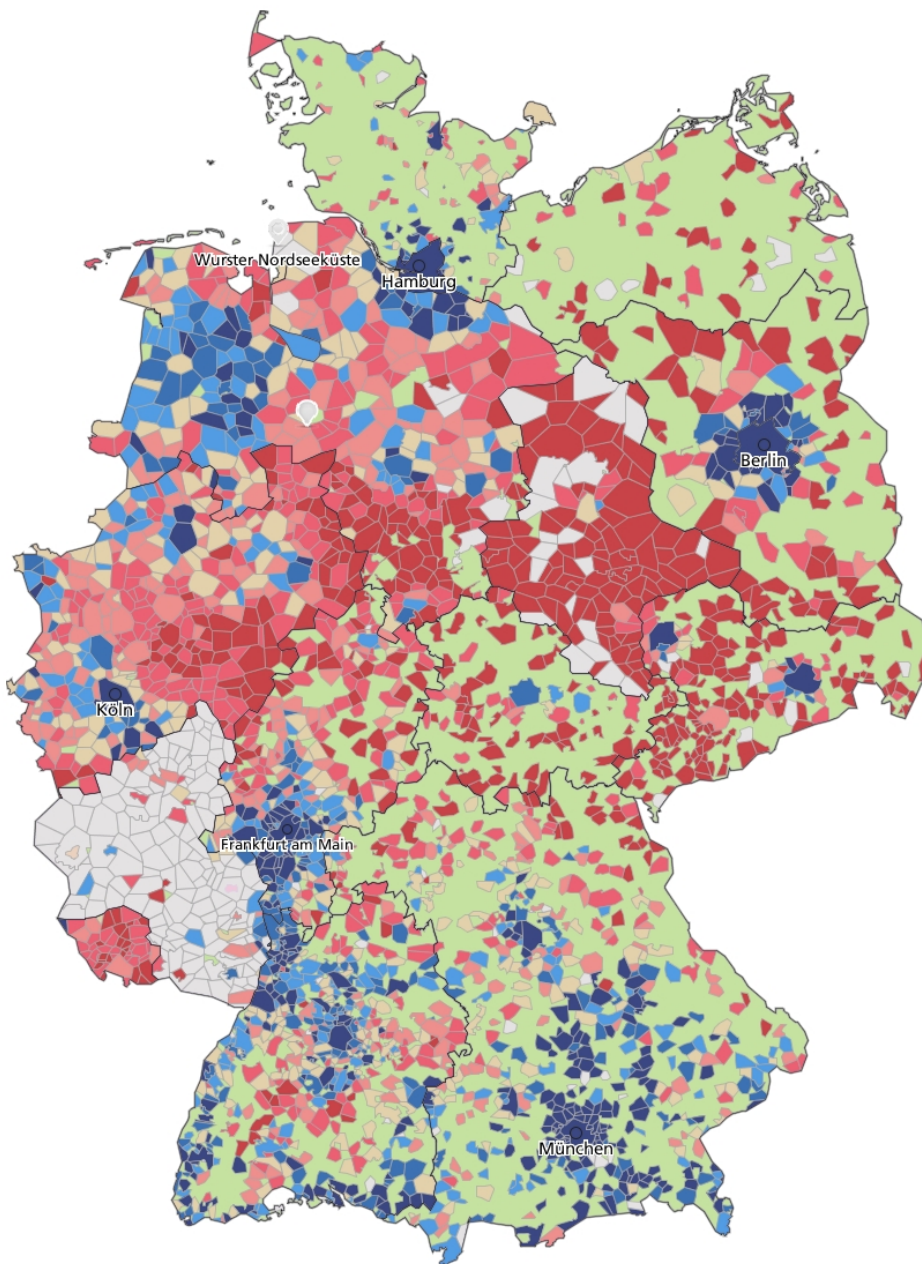 Wurster Nordseeküste
Hamburg
Berlin
Köln
Frankfurt am Main
München